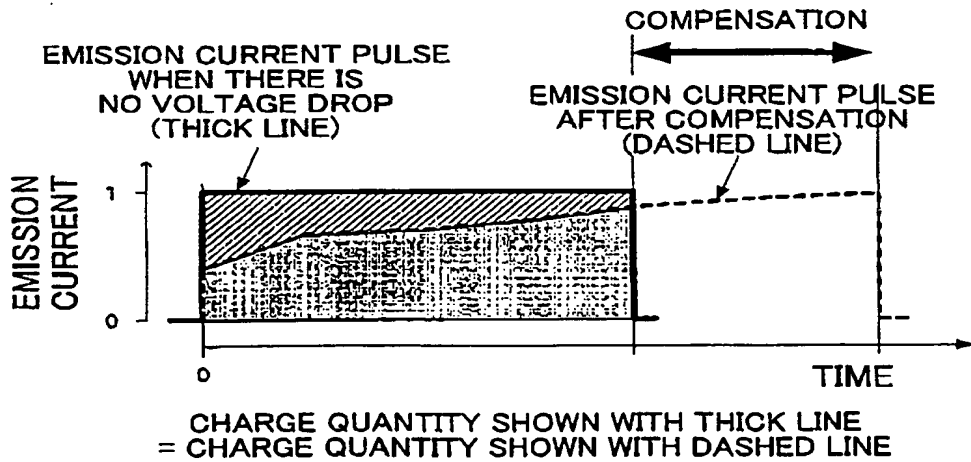 COMPENSATION
EMISSION CURRENT PULSE
WHEN THERE IS
NO VOLTAGE DROP
(THICK LINE)
EMISSION CURRENT PULSE
AFTER COMPENSATION
(DASHED LINE)
EMISSION
CURRENT
1
0
0
TIME
CHARGE QUANTITY SHOWN WITH THICK LINE
= CHARGE QUANTITY SHOWN WITH DASHED LINE